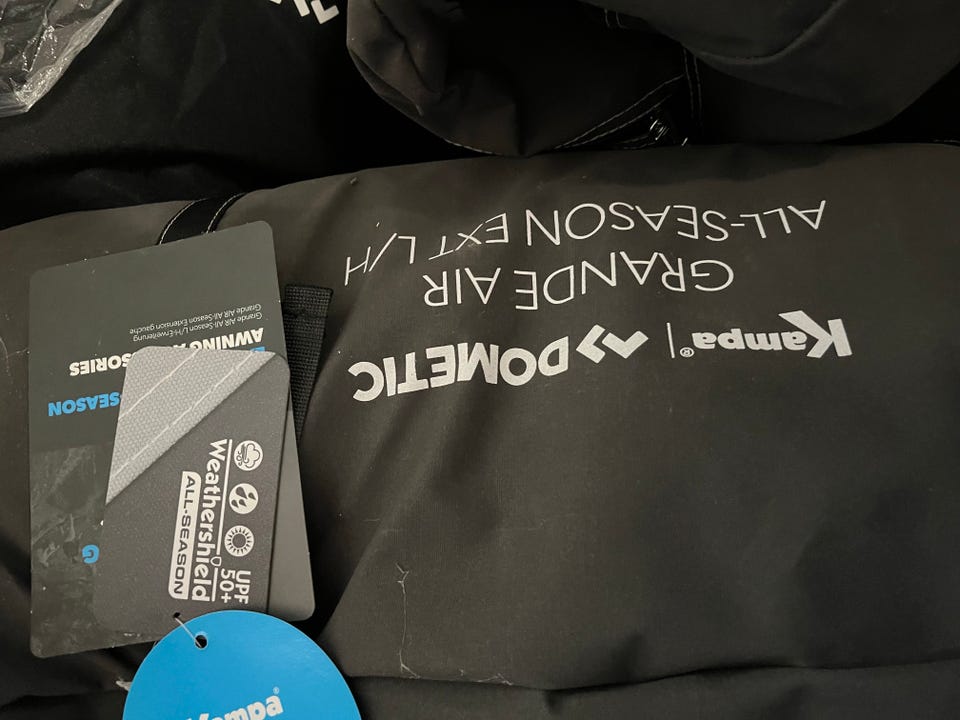 Kampa® | DOMETIC
GRANDE AIR
ALL-SEASON EXT L/H
AWNING
Grande AIR All-Season L/H-Erweiterung
Grande AIR All-Season Extension gauche
UPF
50+
Weathershield
ALL-SEASON
Kampa®